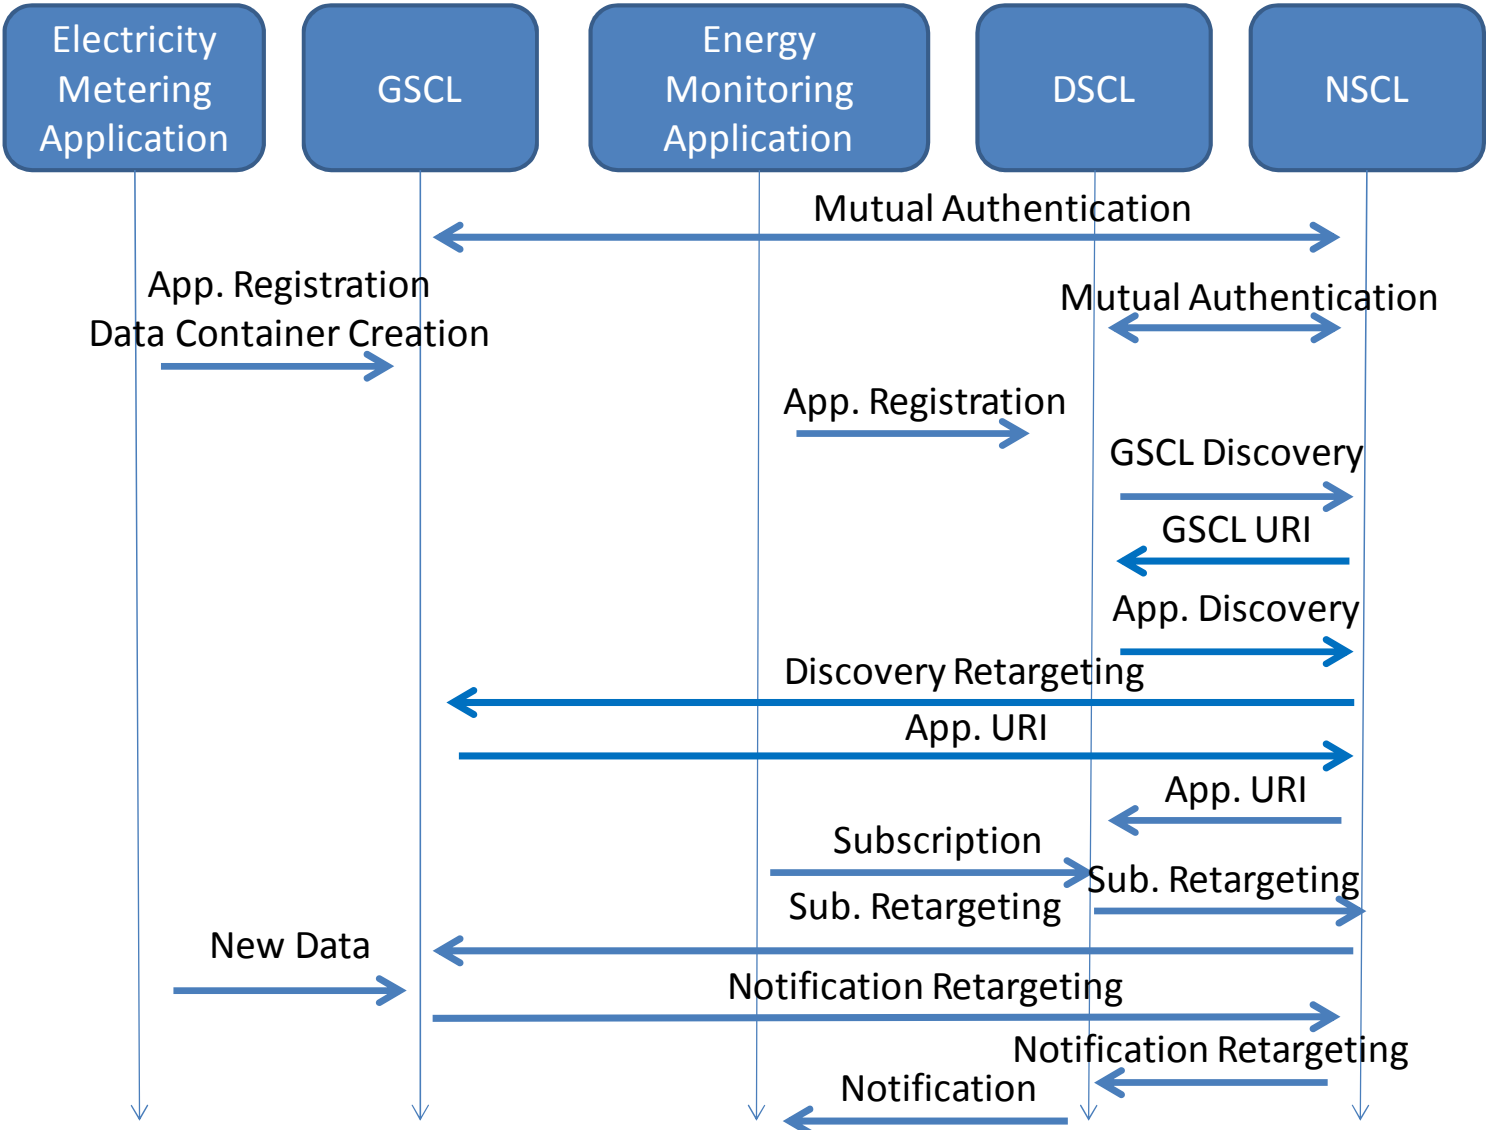 Electricity
Metering
Application
GSCL
Energy
Monitoring
Application
DSCL
NSCL
Mutual Authentication
App. Registration
Data Container Creation
Mutual Authentication
App. Registration
GSCL Discovery
GSCL URI
App. Discovery
Discovery Retargeting
App. URI
App. URI
Subscription
Sub. Retargeting
Sub. Retargeting
New Data
Notification Retargeting
Notification Retargeting
Notification